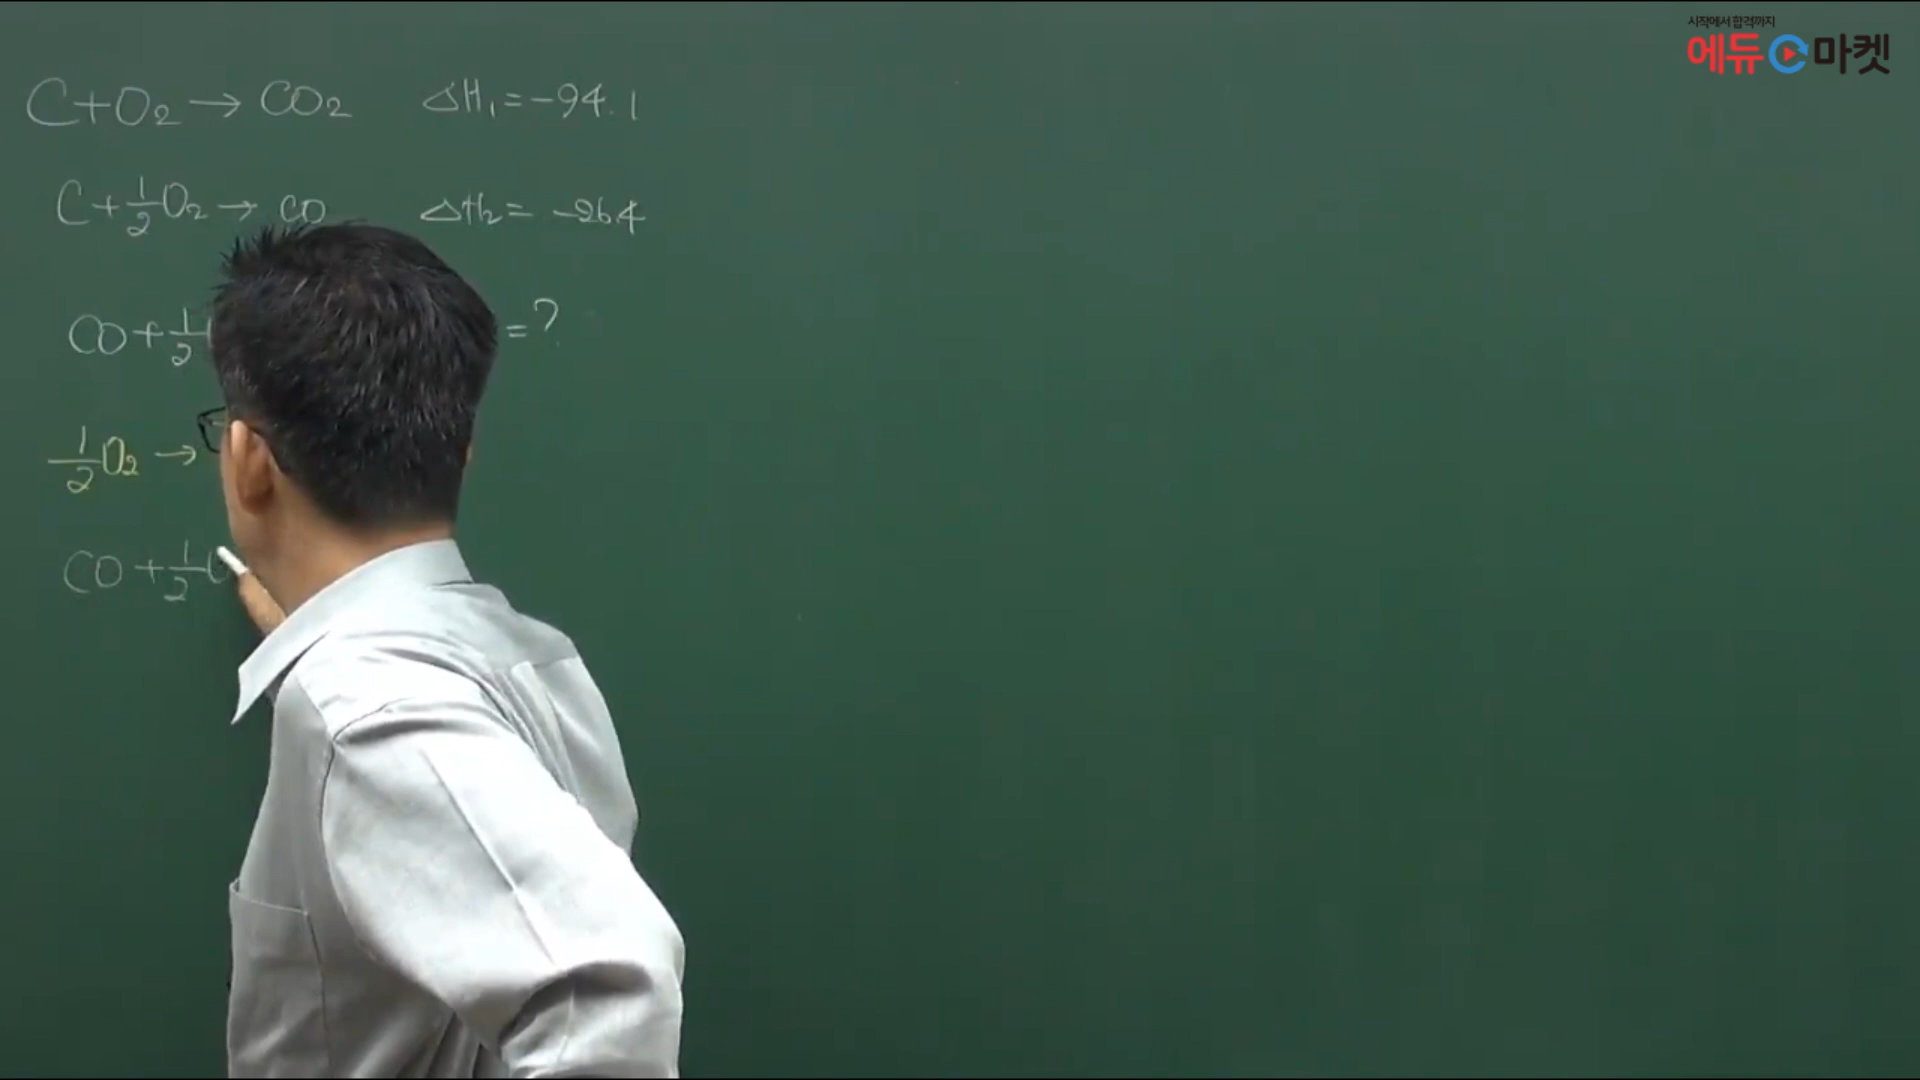 시작에서 합격까지
에듀 마켓
C+O₂ → CO₂ ΔH₁=-94.1
C+½O₂ → CO ΔH₂= -26.4
CO+½ =?
½O₂ →
CO+½O